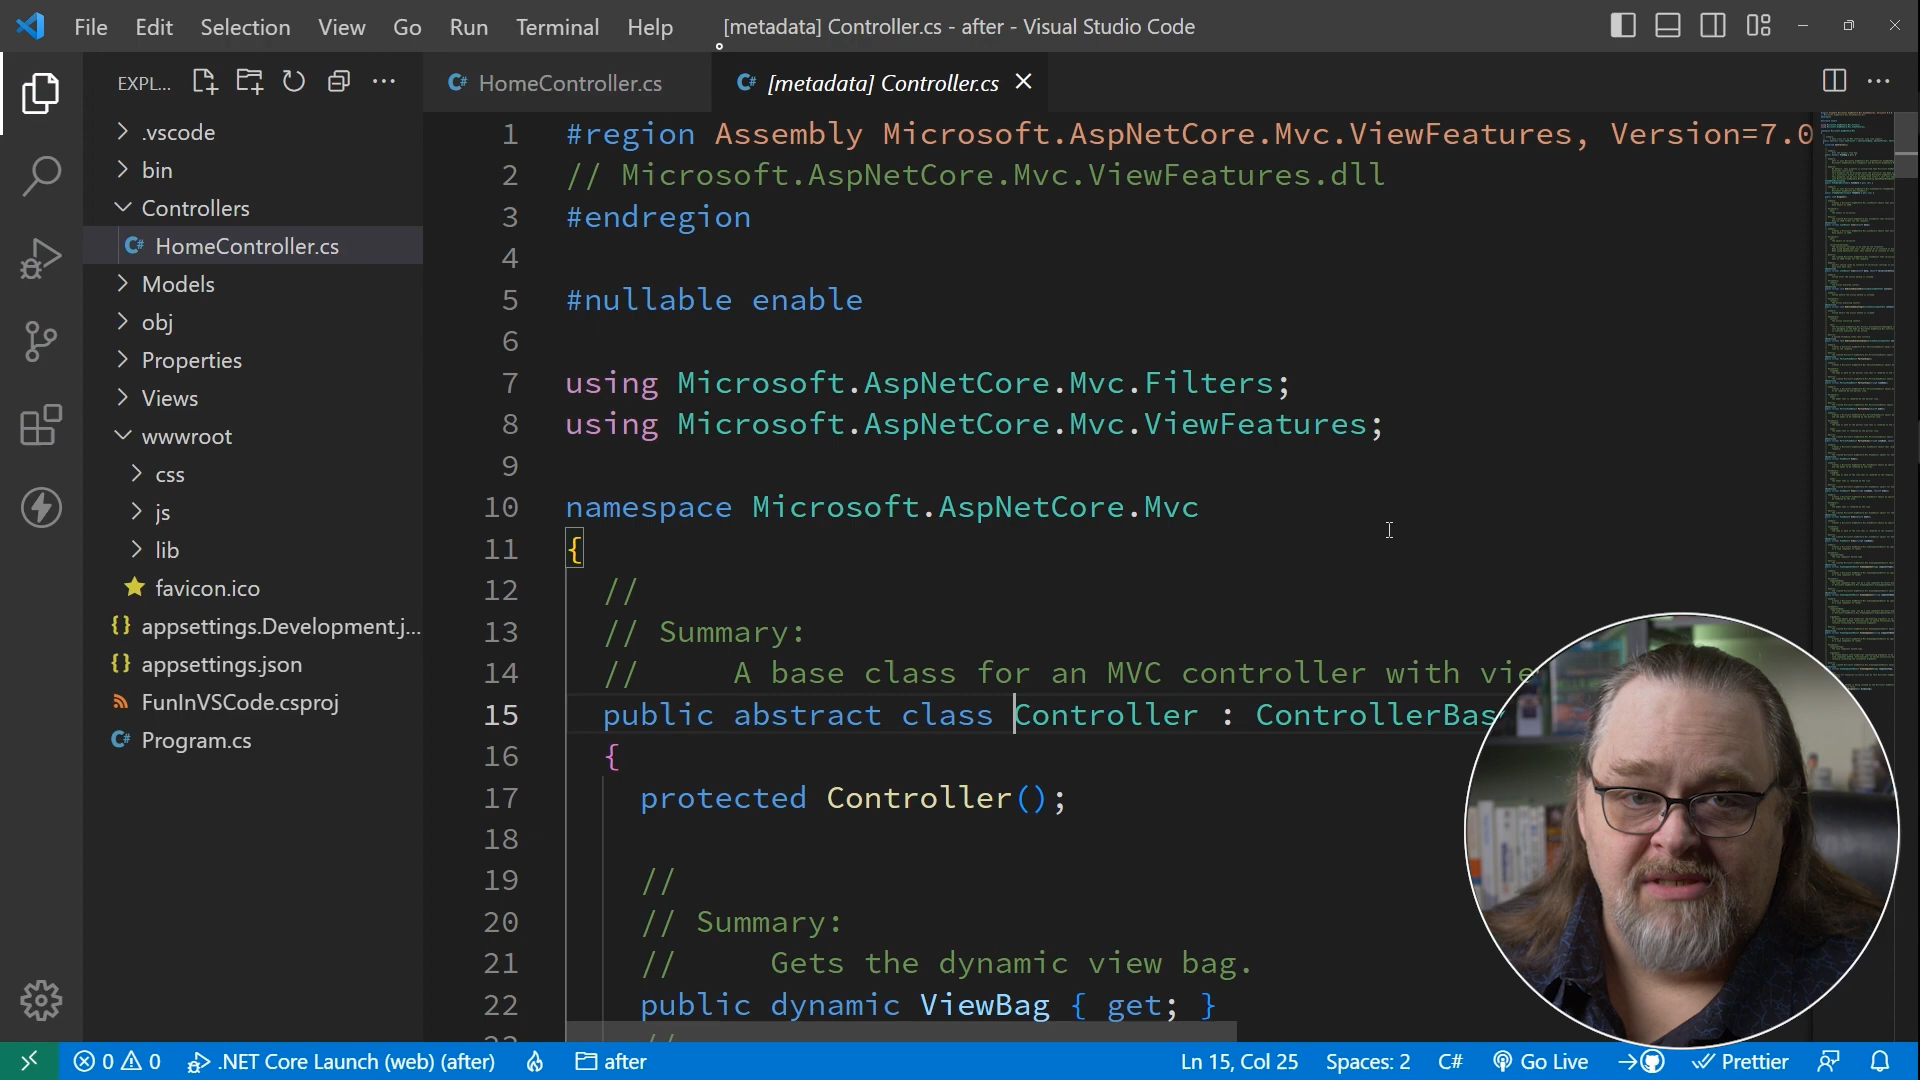 File Edit Selection View Go Run Terminal Help
[metadata] Controller.cs - after - Visual Studio Code
EXPL...
HomeController.cs
[metadata] Controller.cs
.vscode
bin
Controllers
HomeController.cs
Models
obj
Properties
Views
wwwroot
css
js
lib
favicon.ico
{} appsettings.Development.j...
{} appsettings.json
FunInVSCode.csproj
C# Program.cs
1 #region Assembly Microsoft.AspNetCore.Mvc.ViewFeatures, Version=7.0
2 // Microsoft.AspNetCore.Mvc.ViewFeatures.dll
3 #endregion
4
5 #nullable enable
6
7 using Microsoft.AspNetCore.Mvc.Filters;
8 using Microsoft.AspNetCore.Mvc.ViewFeatures;
9
10 namespace Microsoft.AspNetCore.Mvc
11 {
12 //
13 // Summary:
14 // A base class for an MVC controller with vie
15 public abstract class Controller : ControllerBas
16 {
17 protected Controller();
18
19 //
20 // Summary:
21 // Gets the dynamic view bag.
22 public dynamic ViewBag { get; }
0 0 .NET Core Launch (web) (after) after Ln 15, Col 25 Spaces: 2 C# Go Live Prettier